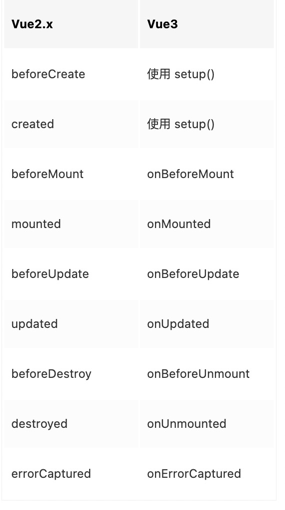 Vue2.x Vue3
beforeCreate 使用 setup()
created 使用 setup()
beforeMount onBeforeMount
mounted onMounted
beforeUpdate onBeforeUpdate
updated onUpdated
beforeDestroy onBeforeUnmount
destroyed onUnmounted
errorCaptured onErrorCaptured